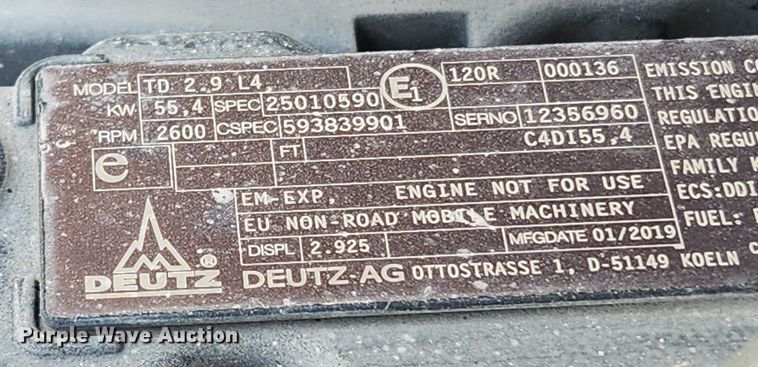 MODEL TD 2.9 L4 E1 120R 000136 EMISSION CO
KW 55,4 SPEC 25010590 THIS ENGIN
RPM 2600 CSPEC 593839901 SERNO 12356960 REGULATION
e FT C4DI55,4 EPA REGU
FAMILY
EM-EXP. ENGINE NOT FOR USE ECS:DDI
EU NON-ROAD MOBILE MACHINERY FUEL:
DISPL 2.925 MFGDATE 01/2019
DEUTZ® DEUTZ-AG OTTOSTRASSE 1, D-51149 KOELN
Purple Wave Auction